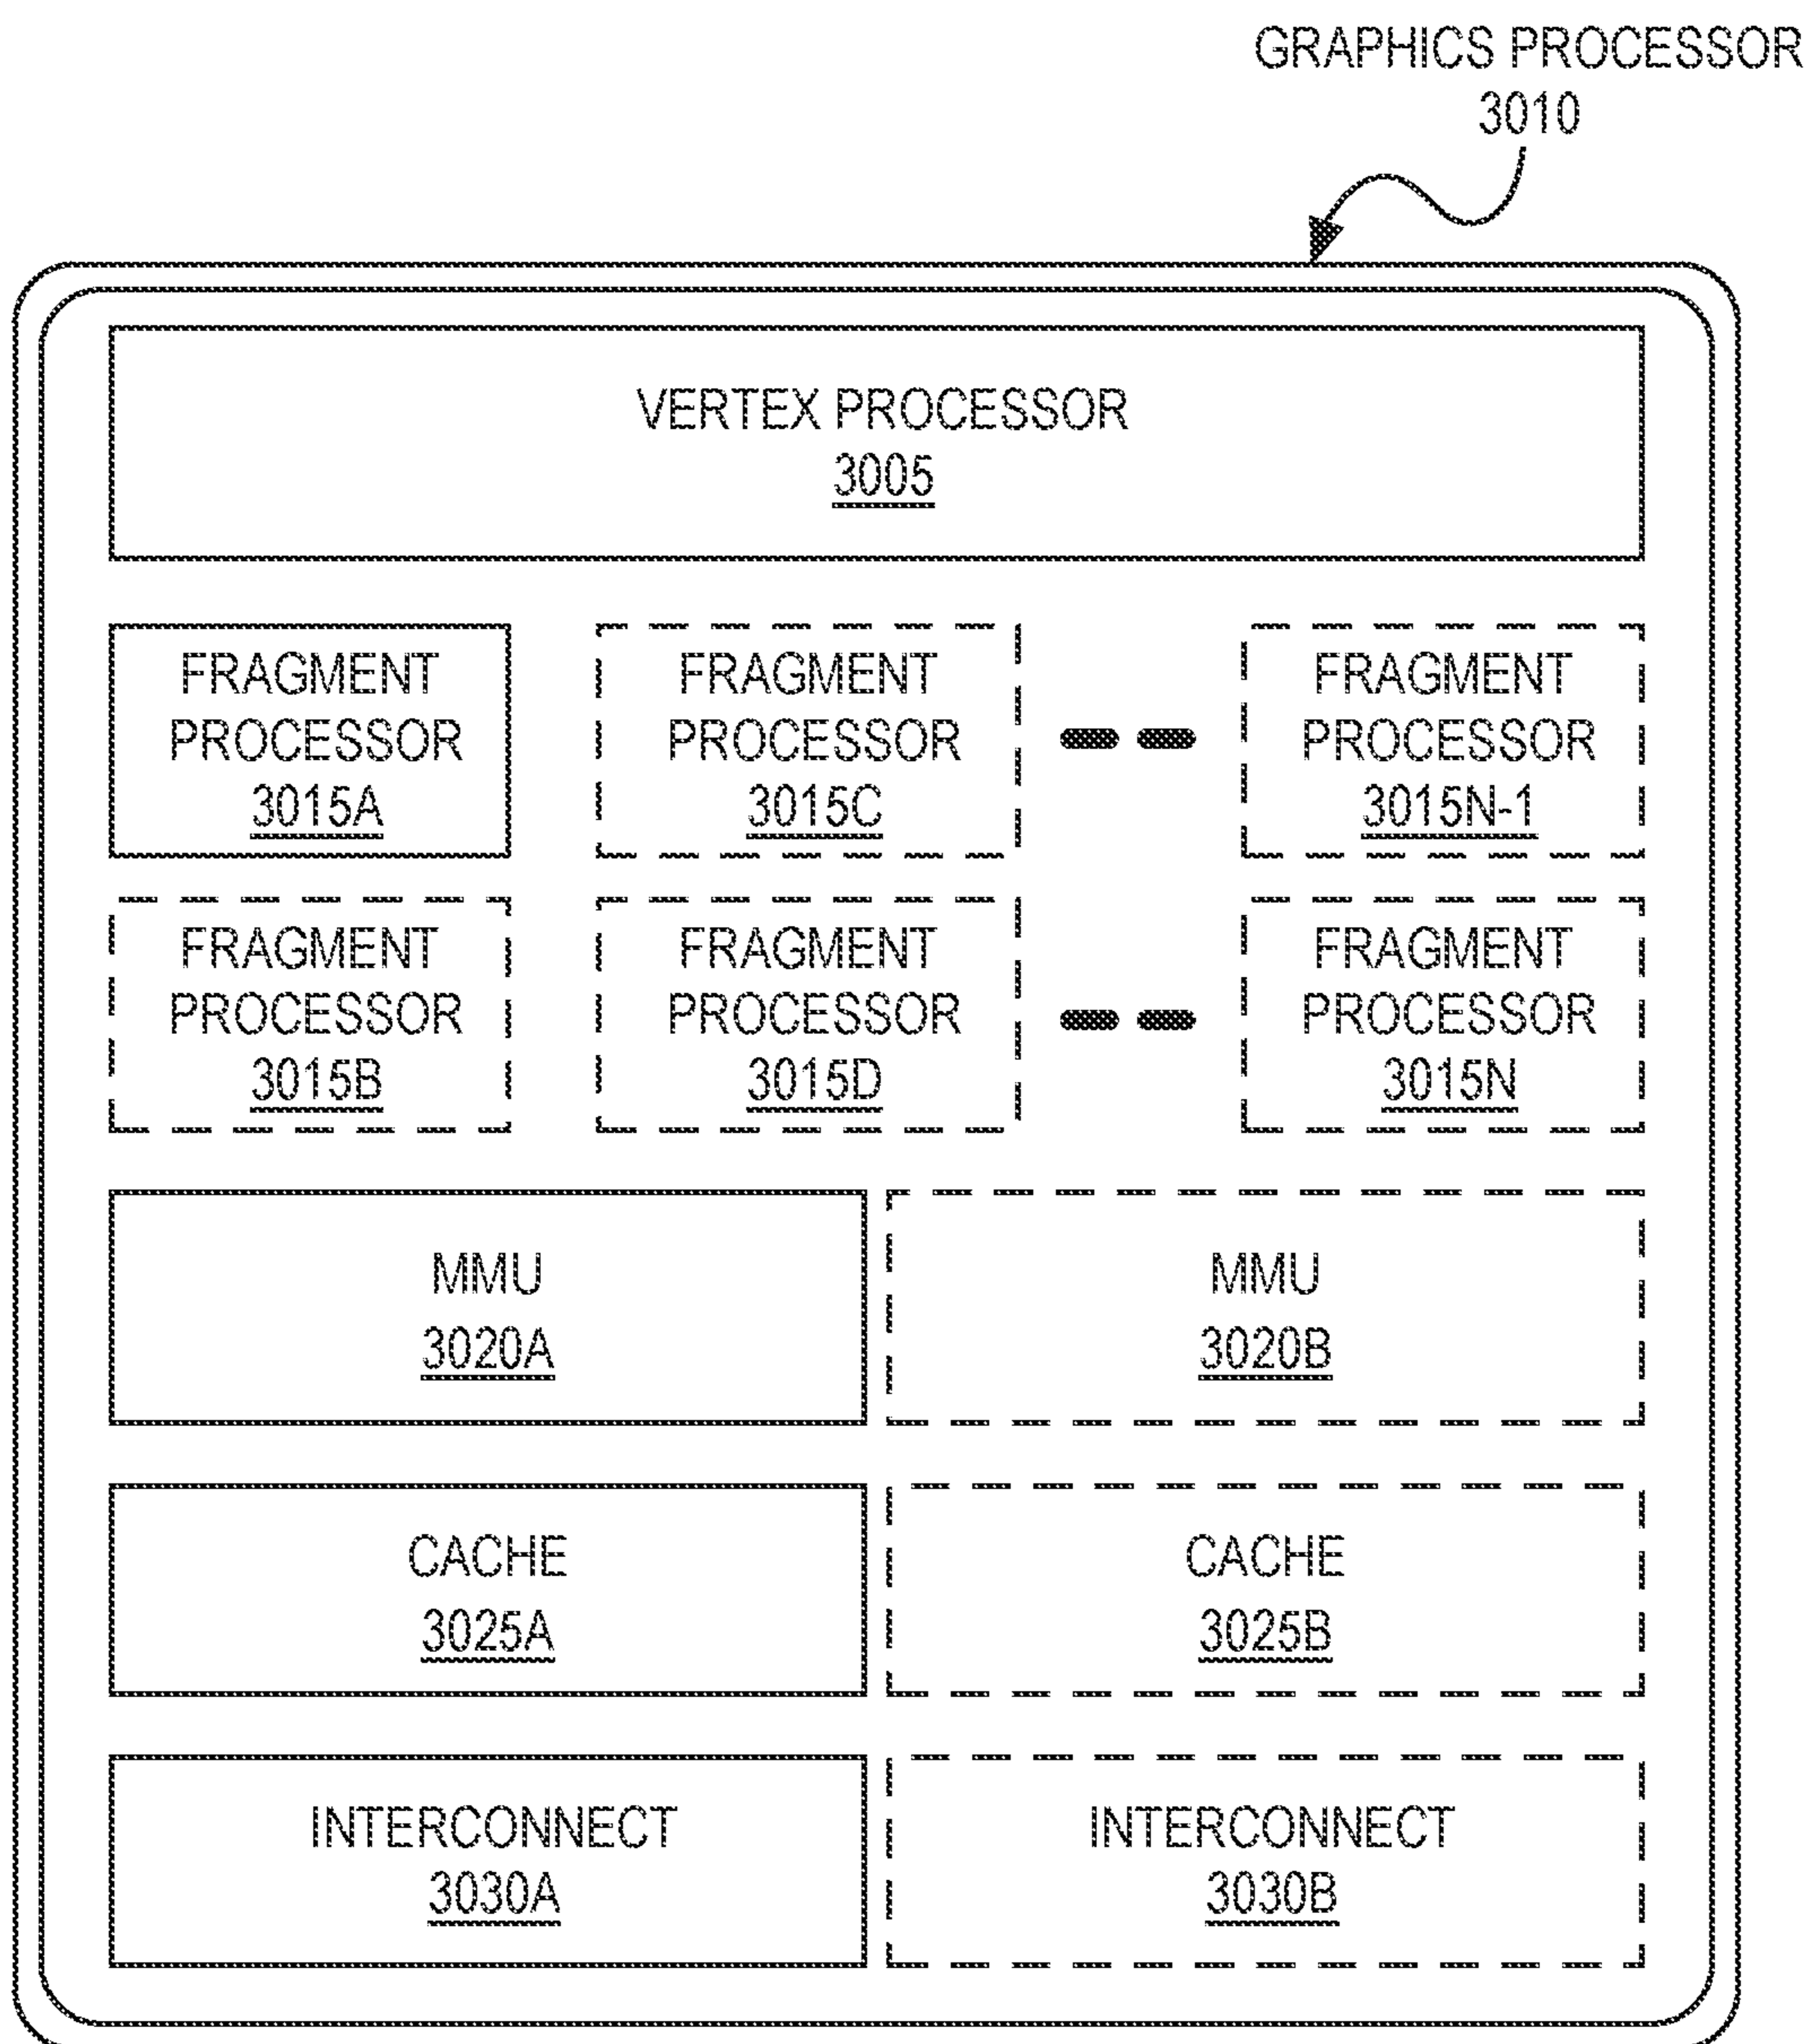 GRAPHICS PROCESSOR
3010
VERTEX PROCESSOR
3005
FRAGMENT
PROCESSOR
3015A
FRAGMENT
PROCESSOR
3015C
FRAGMENT
PROCESSOR
3015N-1
FRAGMENT
PROCESSOR
3015B
FRAGMENT
PROCESSOR
3015D
FRAGMENT
PROCESSOR
3015N
MMU
3020A
MMU
3020B
CACHE
3025A
CACHE
3025B
INTERCONNECT
3030A
INTERCONNECT
3030B